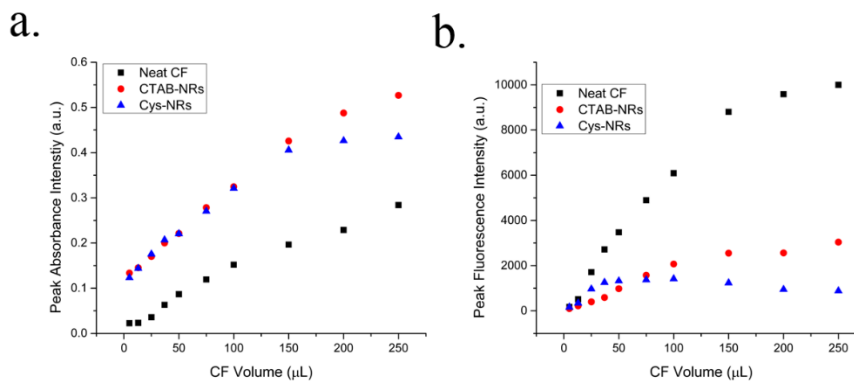 a.
0.6
0.5
0.4
0.3
0.2
0.1
0.0
Peak Absorbance Intenstiy (a.u.)
Neat CF
CTAB-NRs
Cys-NRs
0 50 100 150 200 250
CF Volume (μL)
b.
10000
8000
6000
4000
2000
0
Peak Fluorescence Intensity (a.u.)
Neat CF
CTAB-NRs
Cys-NRs
0 50 100 150 200 250
CF Volume (μL)